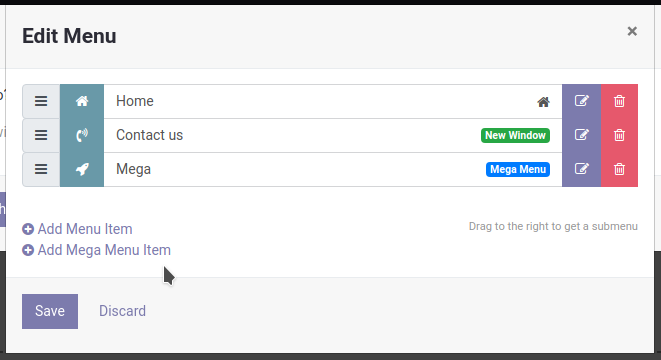 Edit Menu
×
Home
Contact us
New Window
Mega
Mega Menu
Add Menu Item
Drag to the right to get a submenu
Add Mega Menu Item
Save
Discard